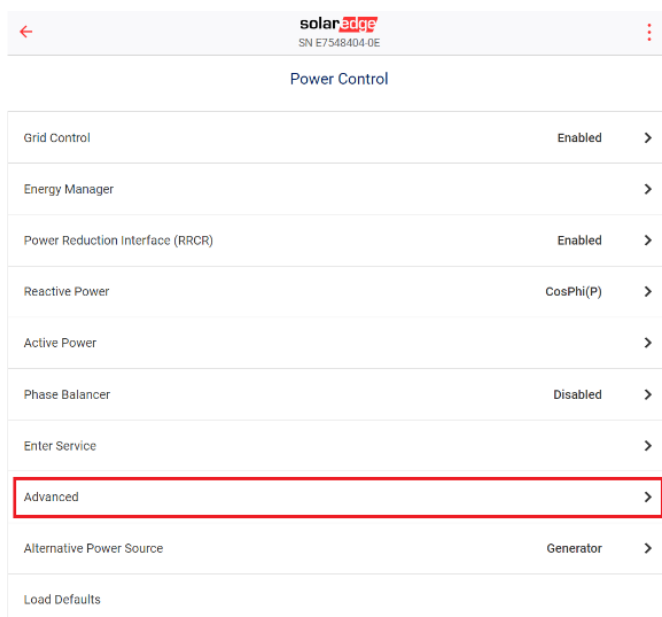 solaredge
SN E7548404-0E
Power Control
Grid Control Enabled
Energy Manager
Power Reduction Interface (RRCR) Enabled
Reactive Power CosPhi(P)
Active Power
Phase Balancer Disabled
Enter Service
Advanced
Alternative Power Source Generator
Load Defaults